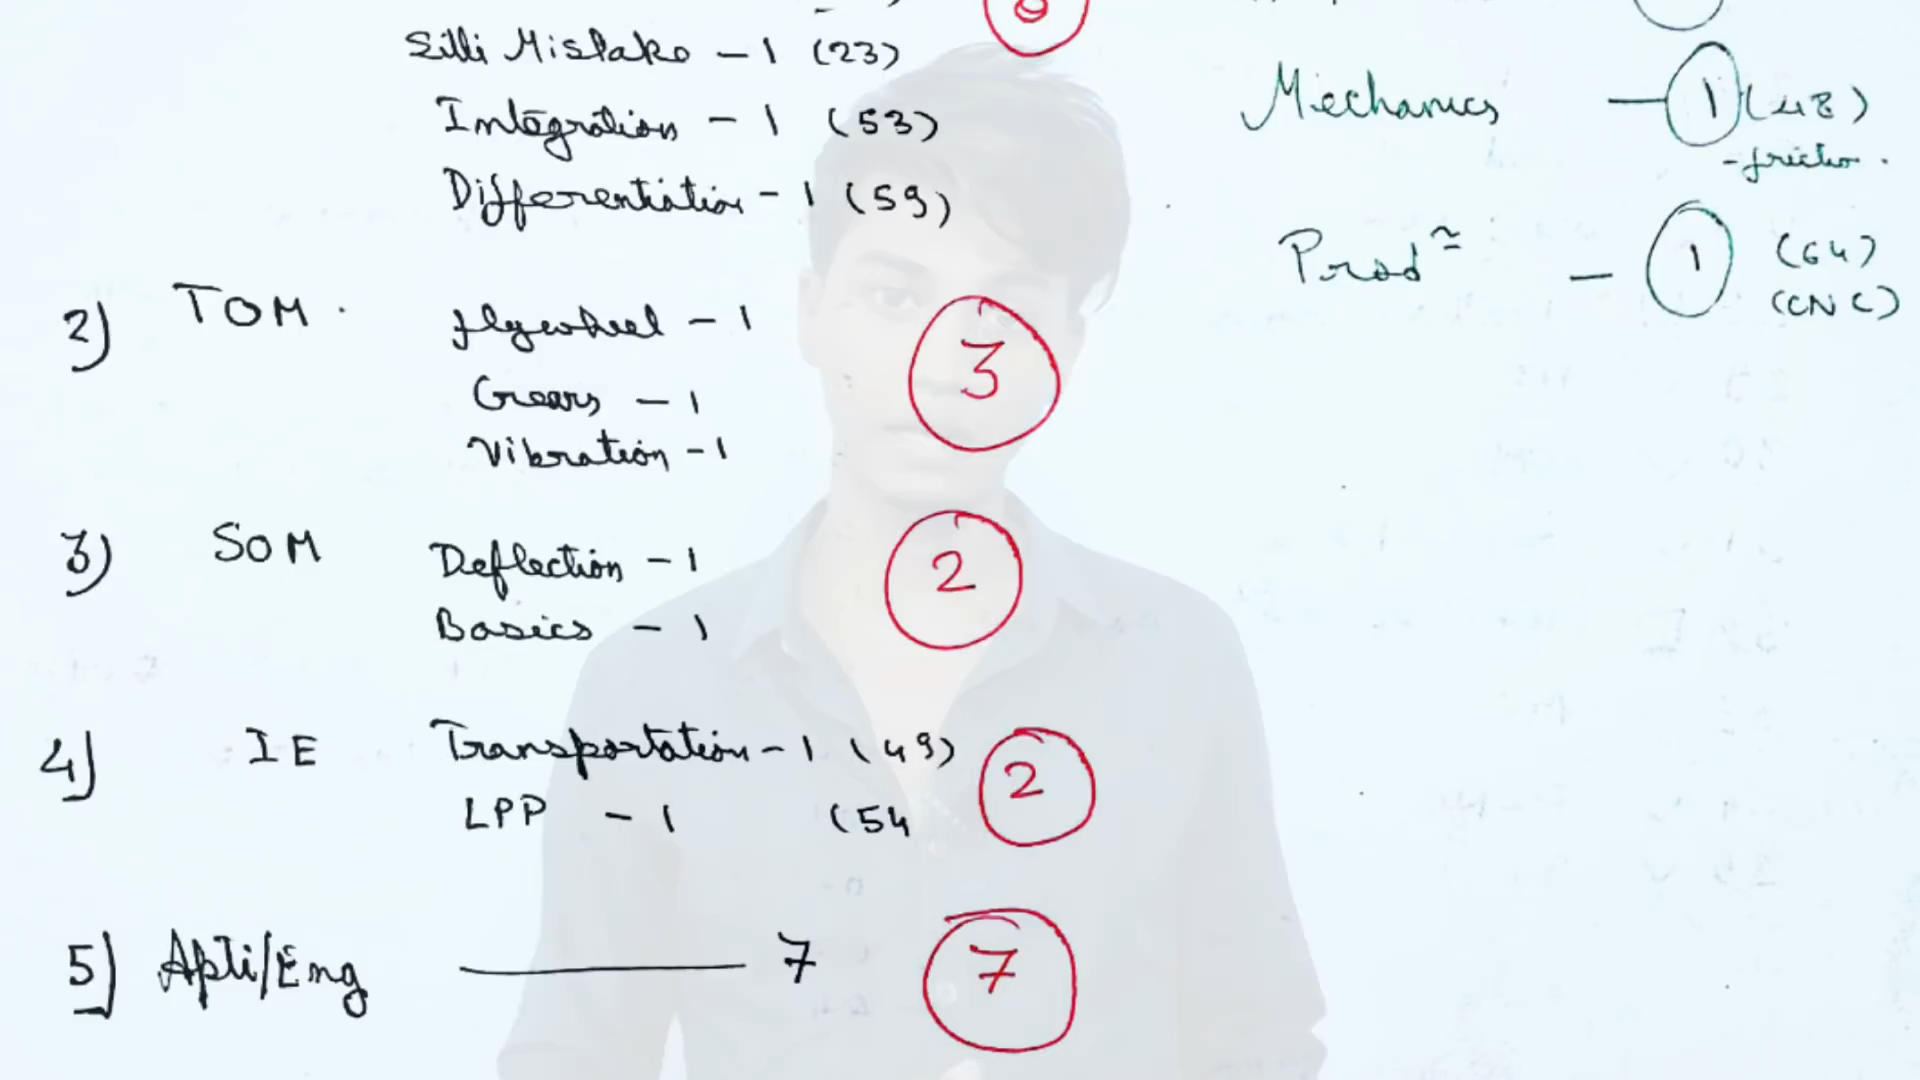 Silli Mistake - 1 (23)
Integration - 1 (53)
Differentiation - 1 (59)
2) TOM. flywheel - 1
3
Gears - 1
Vibration - 1
3) SOM Deflection - 1
2
Basics - 1
4) IE Transportation - 1 (49)
2
LPP - 1 (54
5) Apti/Eng 7
7
Mechanics - 1 (48)
- friction.
Prodⁿ - 1 (64)
(CNC)